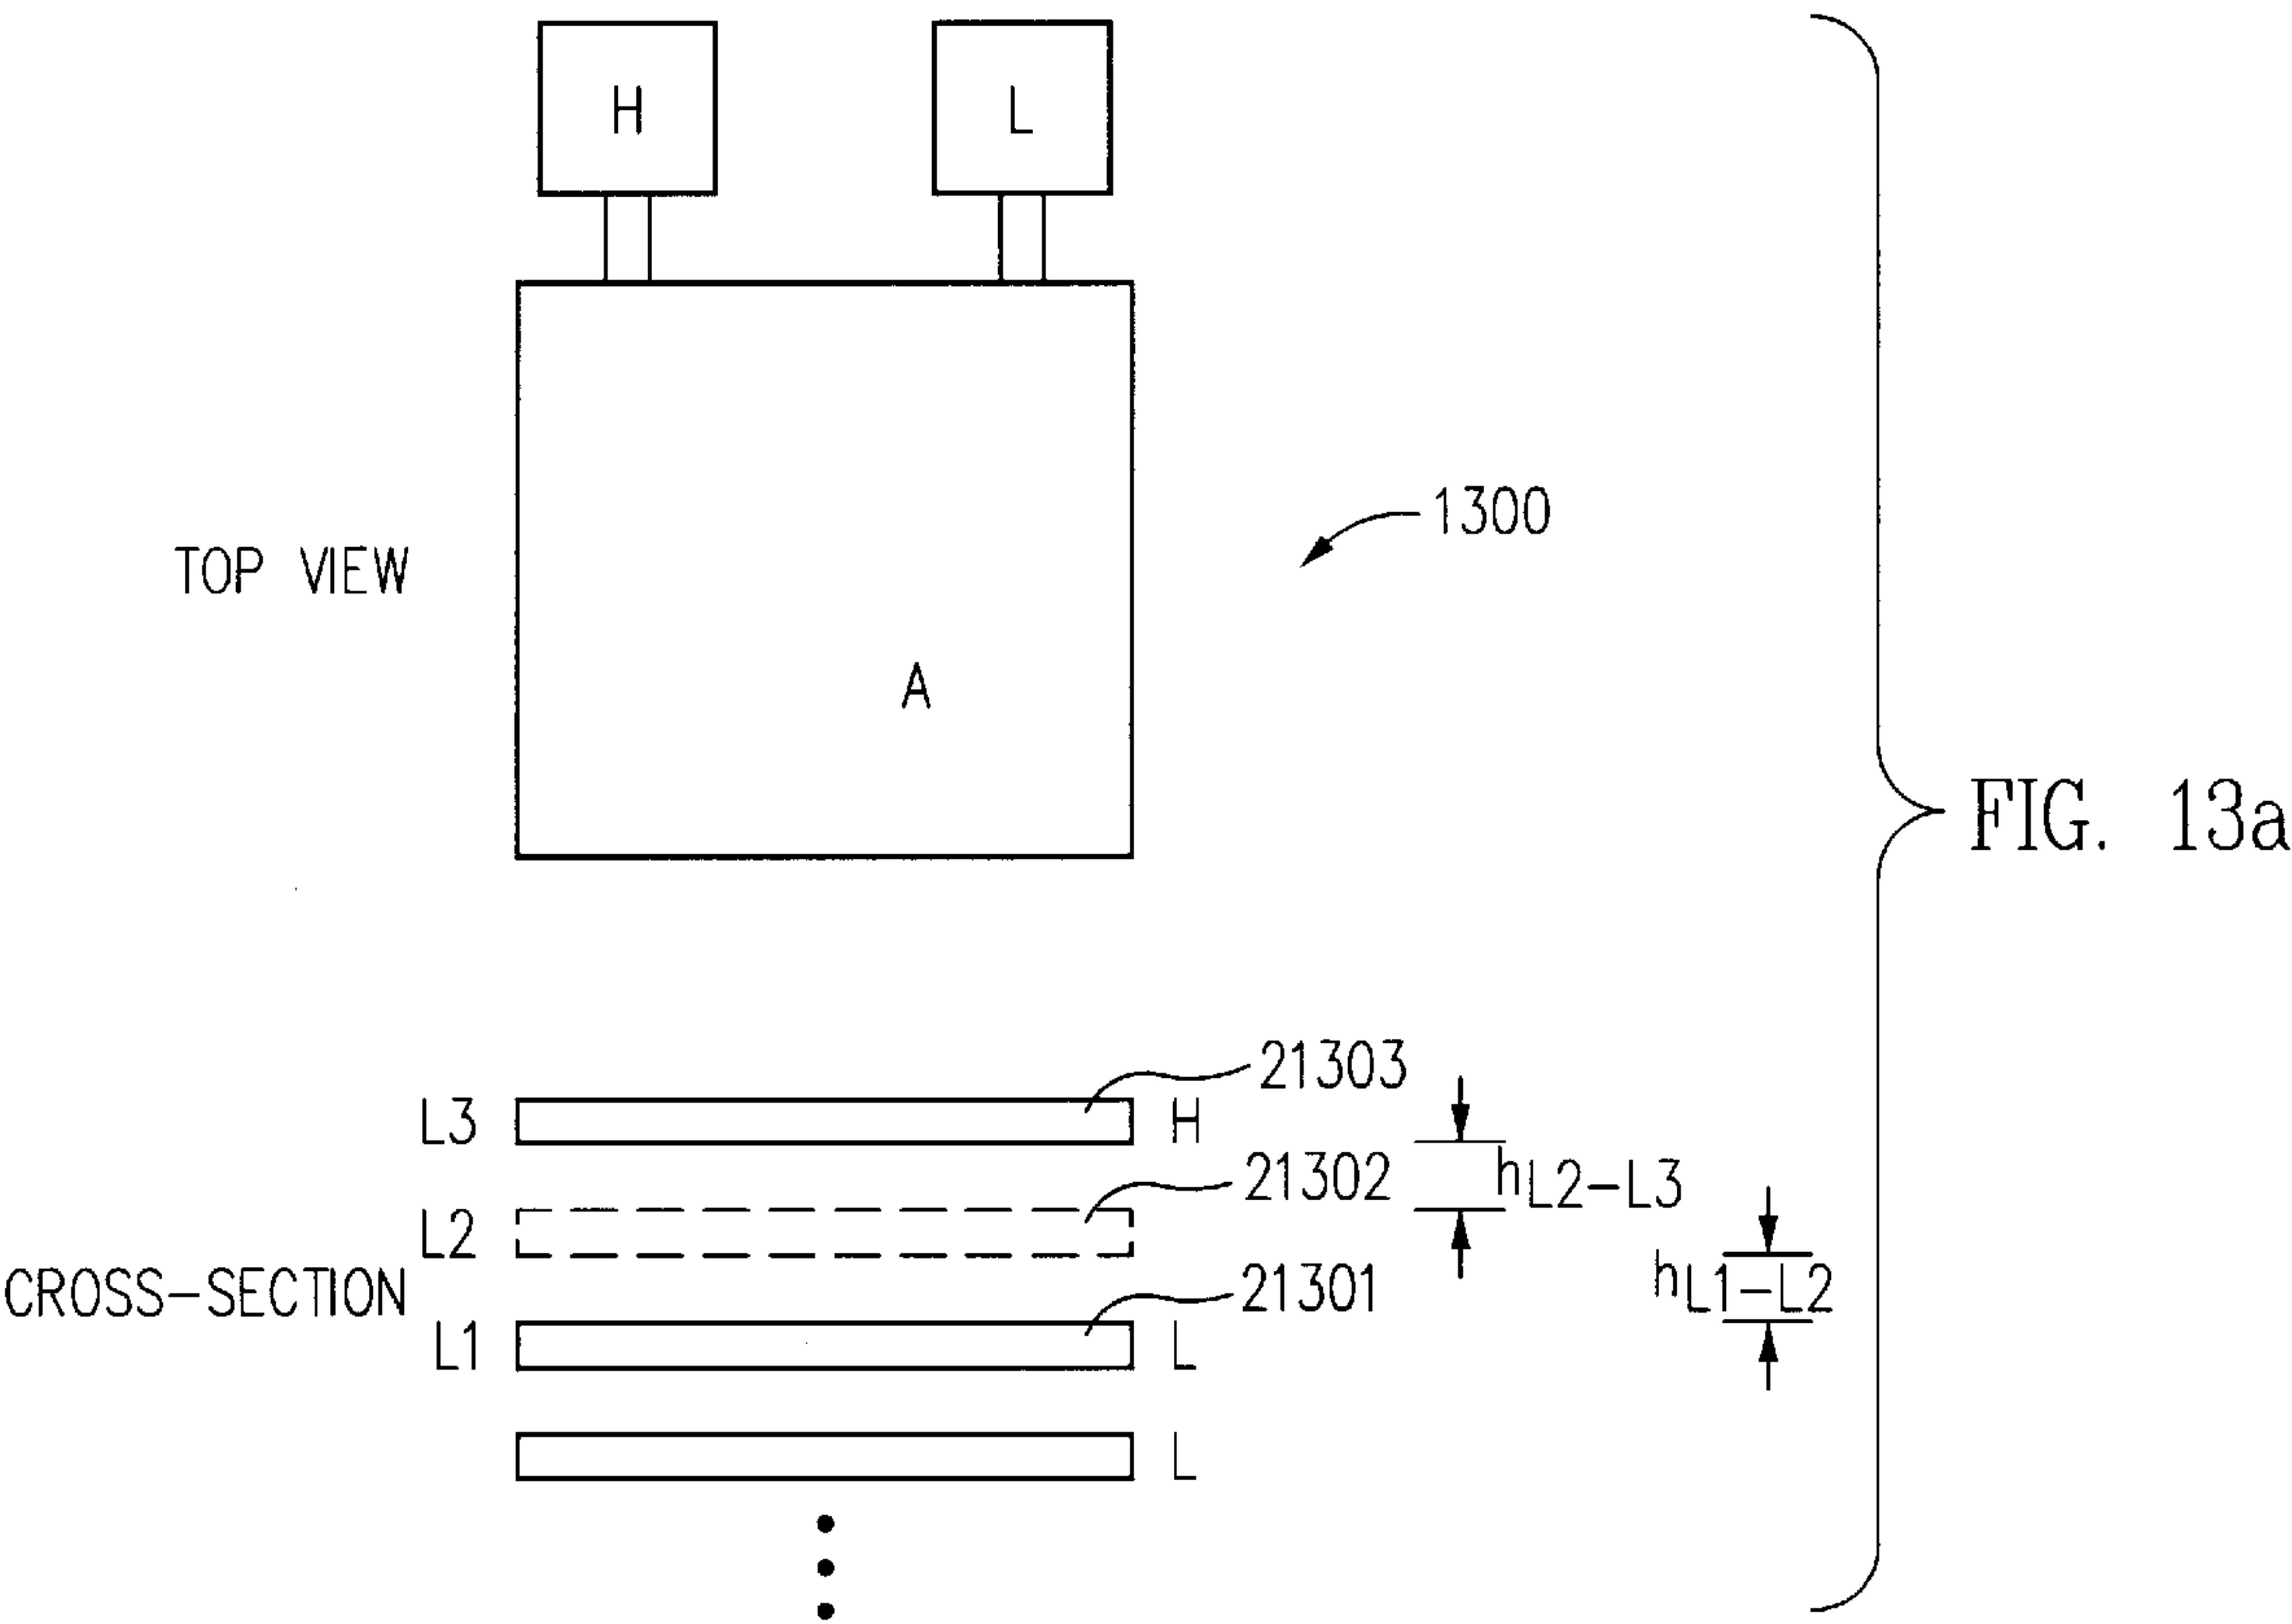 H
L
1300
TOP VIEW
A
FIG. 13a
21303
L3
H
21302
hL2-L3
L2
hL1-L2
CROSS-SECTION
21301
L1
L
L